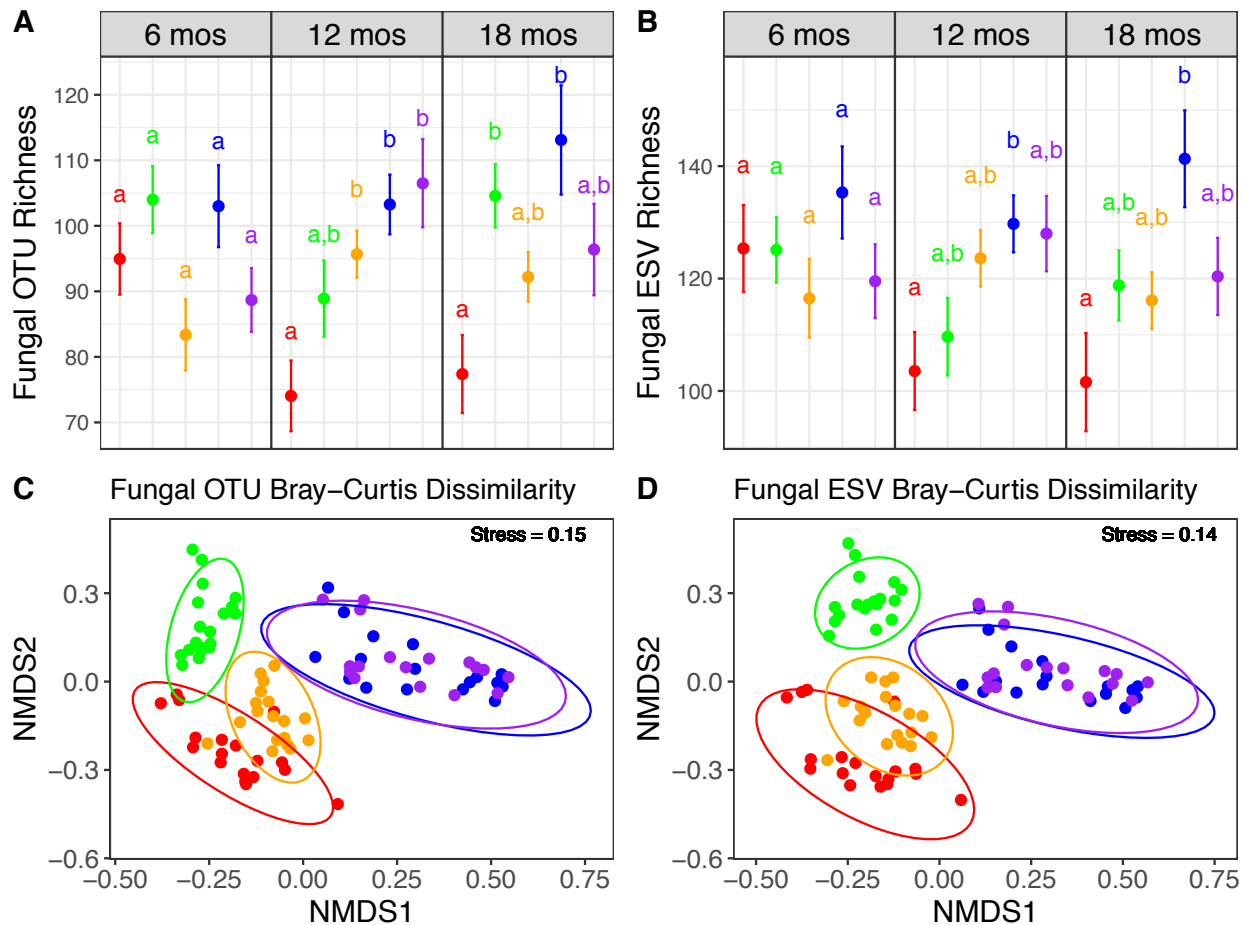 A
6 mos 12 mos 18 mos
Fungal OTU Richness
120
110
100
90
80
70
a a a a a
a a,b b b b
a b a,b b a,b
B
6 mos 12 mos 18 mos
Fungal ESV Richness
140
120
100
a a a a a
a a,b a,b b a,b
a a,b a,b b a,b
C
Fungal OTU Bray−Curtis Dissimilarity
Stress = 0.15
NMDS2
0.3
0.0
−0.3
−0.6
−0.50 −0.25 0.00 0.25 0.50 0.75
NMDS1
D
Fungal ESV Bray−Curtis Dissimilarity
Stress = 0.14
NMDS2
0.3
0.0
−0.3
−0.6
−0.50 −0.25 0.00 0.25 0.50 0.75
NMDS1